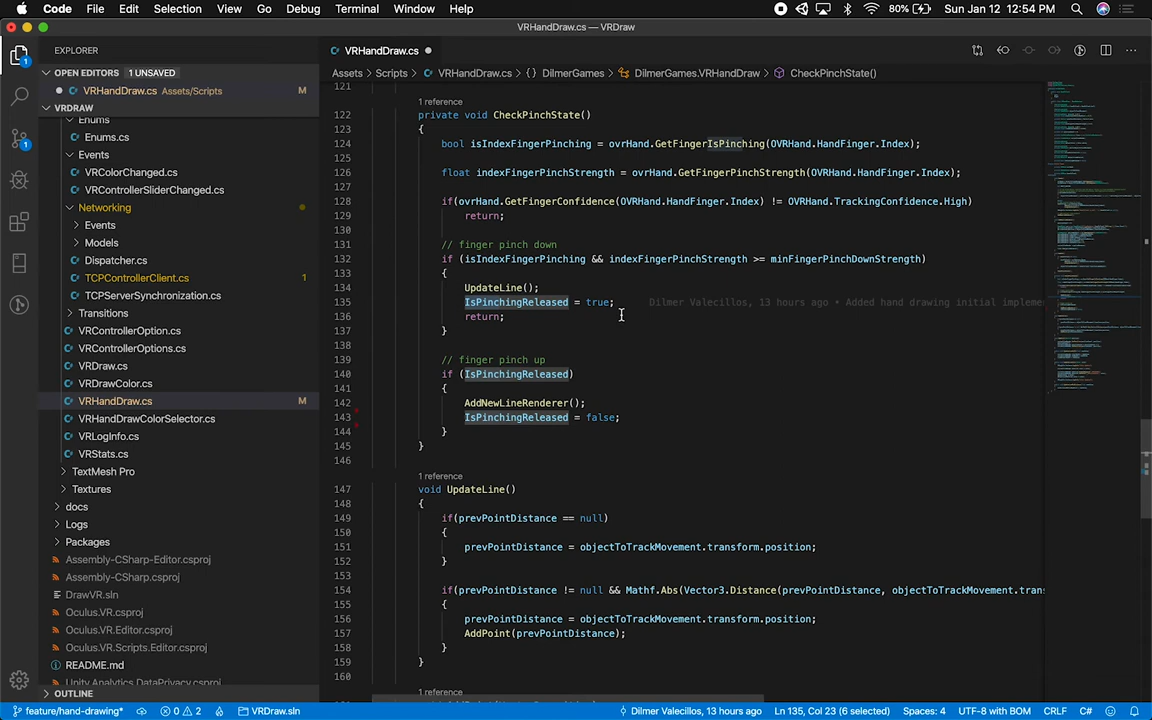 Code File Edit Selection View Go Debug Terminal Window Help 80% Sun Jan 12 12:54 PM
VRHandDraw.cs — VRDraw
EXPLORER
OPEN EDITORS 1 UNSAVED
VRHandDraw.cs Assets/Scripts M
VRDRAW
Enums
Enums.cs
Events
VRColorChanged.cs
VRControllerSliderChanged.cs
Networking
Events
Models
Dispatcher.cs
TCPControllerClient.cs 1
TCPServerSynchronization.cs
Transitions
VRControllerOption.cs
VRControllerOptions.cs
VRDraw.cs
VRDrawColor.cs
VRHandDraw.cs M
VRHandDrawColorSelector.cs
VRLogInfo.cs
VRStats.cs
TextMesh Pro
Textures
docs
Logs
Packages
Assembly-CSharp-Editor.csproj
Assembly-CSharp.csproj
DrawVR.sln
Oculus.VR.csproj
Oculus.VR.Editor.csproj
Oculus.VR.Scripts.Editor.csproj
README.md
Unity.Analytics.DataPrivacy.csproj
OUTLINE
1
1
VRHandDraw.cs
Assets > Scripts > VRHandDraw.cs > {} DilmerGames > DilmerGames.VRHandDraw > CheckPinchState()
121
1 reference
122 private void CheckPinchState()
123 {
124 bool isIndexFingerPinching = ovrHand.GetFingerIsPinching(OVRHand.HandFinger.Index);
125
126 float indexFingerPinchStrength = ovrHand.GetFingerPinchStrength(OVRHand.HandFinger.Index);
127
128 if(ovrHand.GetFingerConfidence(OVRHand.HandFinger.Index) != OVRHand.TrackingConfidence.High)
129 return;
130
131 // finger pinch down
132 if (isIndexFingerPinching && indexFingerPinchStrength >= minFingerPinchDownStrength)
133 {
134 UpdateLine();
135 IsPinchingReleased = true; Dilmer Valecillos, 13 hours ago • Added hand drawing initial impleme
136 return;
137 }
138
139 // finger pinch up
140 if (IsPinchingReleased)
141 {
142 AddNewLineRenderer();
143 IsPinchingReleased = false;
144 }
145 }
146
1 reference
147 void UpdateLine()
148 {
149 if(prevPointDistance == null)
150 {
151 prevPointDistance = objectToTrackMovement.transform.position;
152 }
153
154 if(prevPointDistance != null && Mathf.Abs(Vector3.Distance(prevPointDistance, objectToTrackMovement.trans
155 {
156 prevPointDistance = objectToTrackMovement.transform.position;
157 AddPoint(prevPointDistance);
158 }
159 }
160
1 reference
feature/hand-drawing* 0 2 VRDraw.sln Dilmer Valecillos, 13 hours ago Ln 135, Col 23 (6 selected) Spaces: 4 UTF-8 with BOM CRLF C#